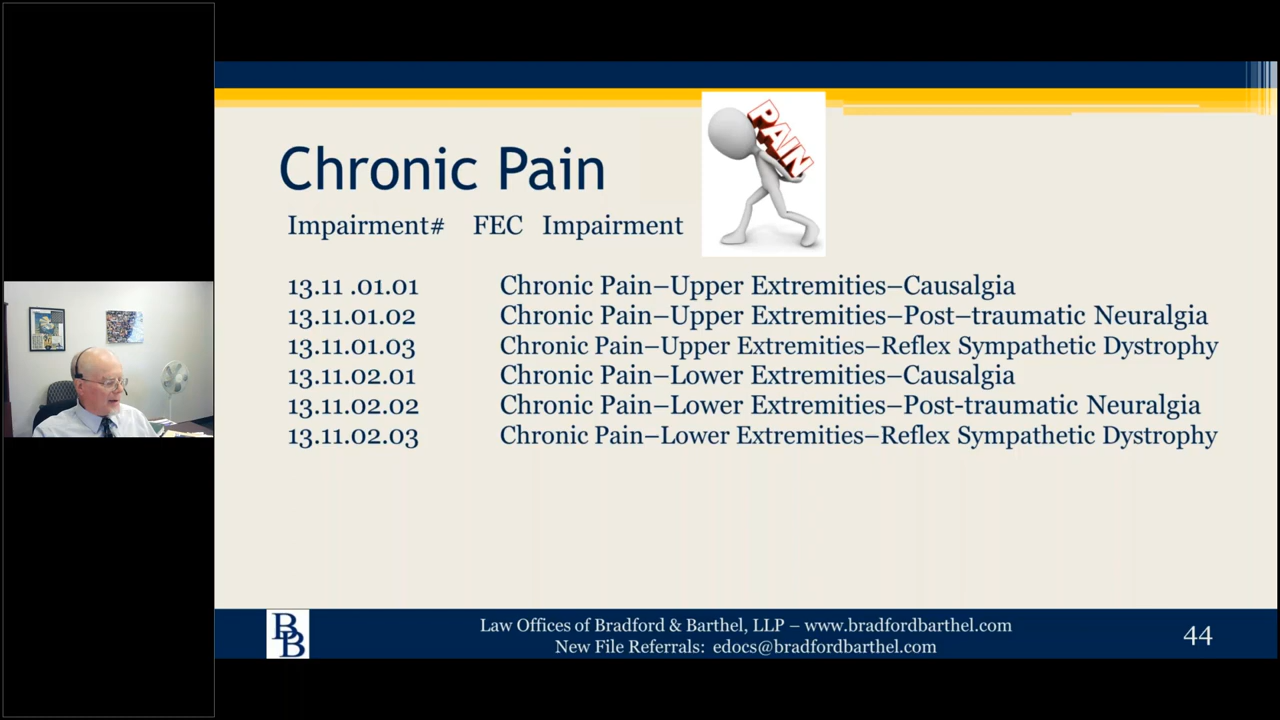 PAIN
Chronic Pain
Impairment# FEC Impairment
13.11 .01.01 Chronic Pain–Upper Extremities–Causalgia
13.11.01.02 Chronic Pain–Upper Extremities–Post–traumatic Neuralgia
13.11.01.03 Chronic Pain–Upper Extremities–Reflex Sympathetic Dystrophy
13.11.02.01 Chronic Pain–Lower Extremities–Causalgia
13.11.02.02 Chronic Pain–Lower Extremities–Post-traumatic Neuralgia
13.11.02.03 Chronic Pain–Lower Extremities–Reflex Sympathetic Dystrophy
BB
Law Offices of Bradford & Barthel, LLP – www.bradfordbarthel.com
New File Referrals: edocs@bradfordbarthel.com
44